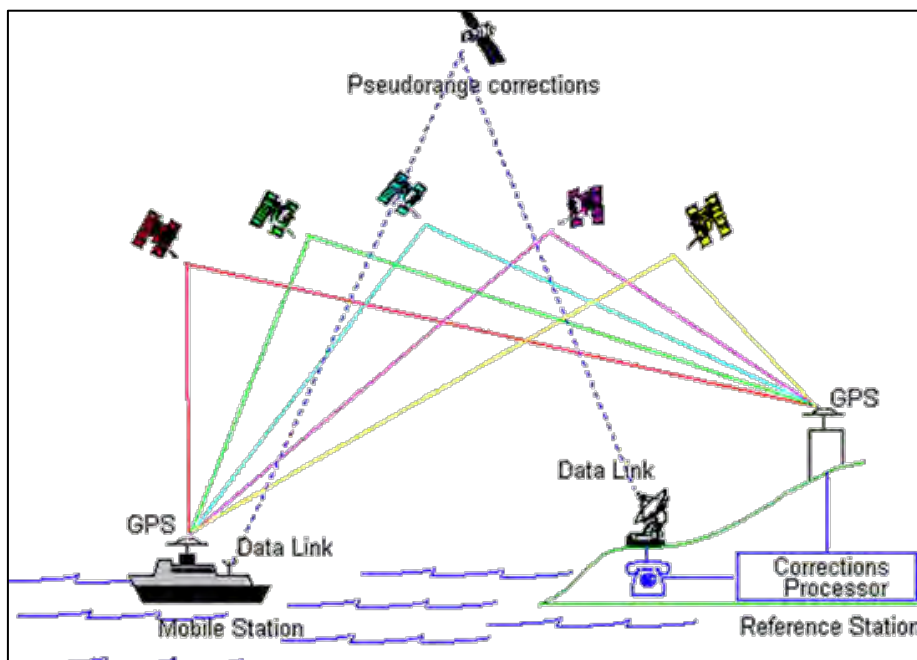 Pseudorange corrections
GPS
Data Link
GPS
Data Link
Corrections
Processor
Mobile Station
Reference Station